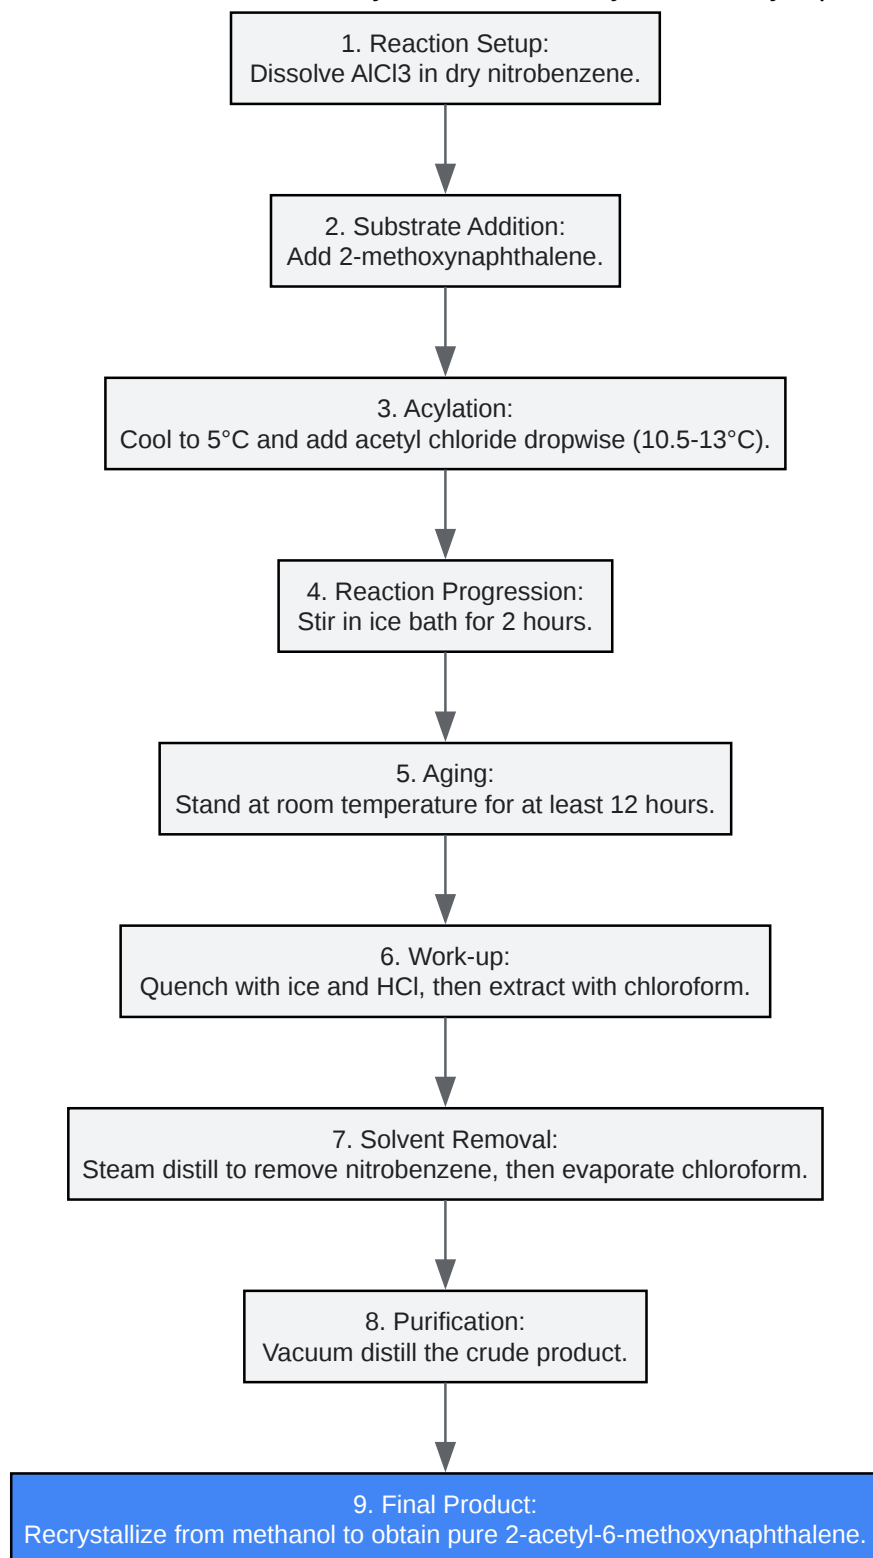 1. Reaction Setup:
Dissolve AlCl3 in dry nitrobenzene.
2. Substrate Addition:
Add 2-methoxynaphthalene.
3. Acylation:
Cool to 5°C and add acetyl chloride dropwise (10.5-13°C).
4. Reaction Progression:
Stir in ice bath for 2 hours.
5. Aging:
Stand at room temperature for at least 12 hours.
6. Work-up:
Quench with ice and HCl, then extract with chloroform.
7. Solvent Removal:
Steam distill to remove nitrobenzene, then evaporate chloroform.
8. Purification:
Vacuum distill the crude product.
9. Final Product:
Recrystallize from methanol to obtain pure 2-acetyl-6-methoxynaphthalene.